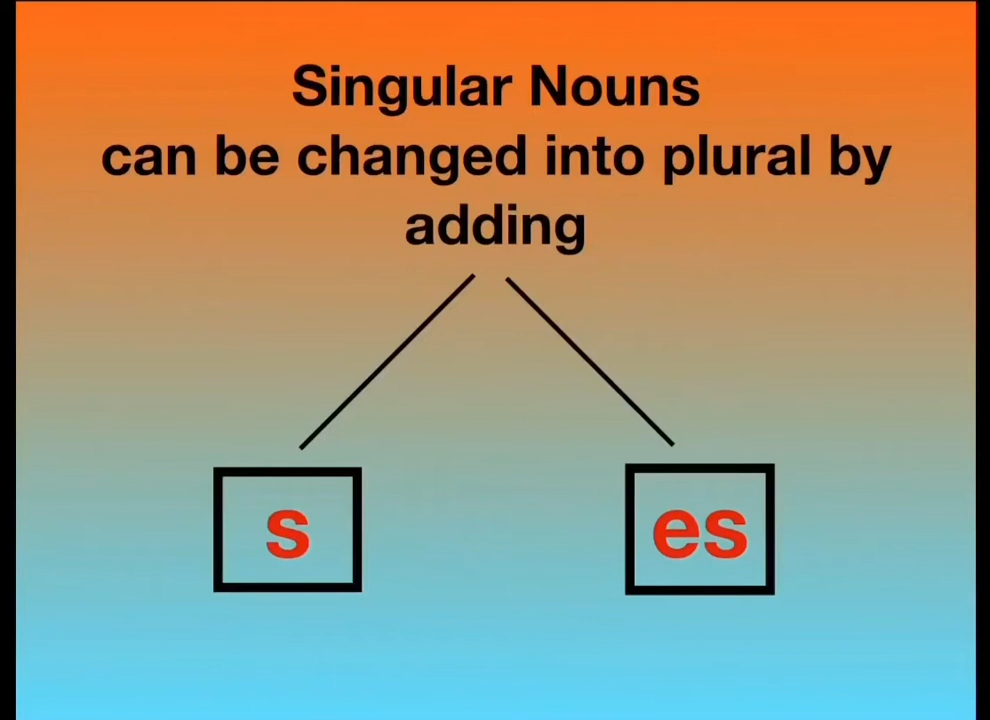 Singular Nouns
can be changed into plural by
adding
s
es